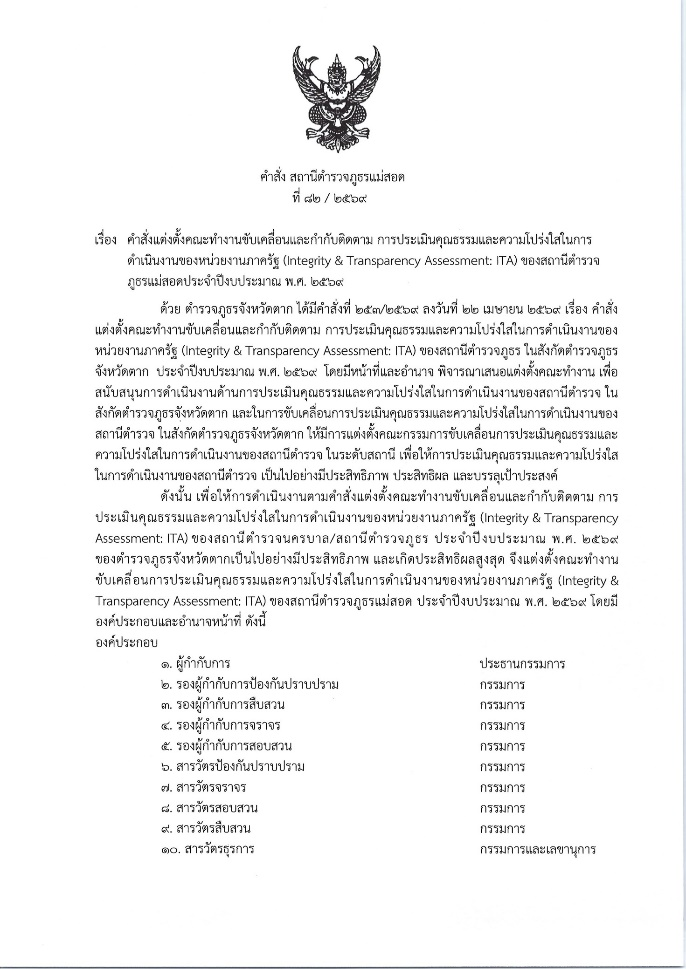 คำสั่ง สถานีตำรวจภูธรแม่สอด
ที่ ๘๒ / ๒๕๖๙
เรื่อง คำสั่งแต่งตั้งคณะทำงานขับเคลื่อนและกำกับติดตาม การประเมินคุณธรรมและความโปร่งใสในการ
ดำเนินงานของหน่วยงานภาครัฐ (Integrity & Transparency Assessment: ITA) ของสถานีตำรวจ
ภูธรแม่สอดประจำปีงบประมาณ พ.ศ. ๒๕๖๙
ด้วย ตำรวจภูธรจังหวัดตาก ได้มีคำสั่งที่ ๒๕๓/๒๕๖๙ ลงวันที่ ๒๒ เมษายน ๒๕๖๙ เรื่อง คำสั่ง
แต่งตั้งคณะทำงานขับเคลื่อนและกำกับติดตาม การประเมินคุณธรรมและความโปร่งใสในการดำเนินงานของ
หน่วยงานภาครัฐ (Integrity & Transparency Assessment: ITA) ของสถานีตำรวจภูธร ในสังกัดตำรวจภูธร
จังหวัดตาก ประจำปีงบประมาณ พ.ศ. ๒๕๖๙ โดยมีหน้าที่และอำนาจ พิจารณาเสนอแต่งตั้งคณะทำงาน เพื่อ
สนับสนุนการดำเนินงานด้านการประเมินคุณธรรมและความโปร่งใสในการดำเนินงานของสถานีตำรวจ ใน
สังกัดตำรวจภูธรจังหวัดตาก และในการขับเคลื่อนการประเมินคุณธรรมและความโปร่งใสในการดำเนินงานของ
สถานีตำรวจ ในสังกัดตำรวจภูธรจังหวัดตาก ให้มีการแต่งตั้งคณะกรรมการขับเคลื่อนการประเมินคุณธรรมและ
ความโปร่งใสในการดำเนินงานของสถานีตำรวจ ในระดับสถานี เพื่อให้การประเมินคุณธรรมและความโปร่งใส
ในการดำเนินงานของสถานีตำรวจ เป็นไปอย่างมีประสิทธิภาพ ประสิทธิผล และบรรลุเป้าประสงค์
ดังนั้น เพื่อให้การดำเนินงานตามคำสั่งแต่งตั้งคณะทำงานขับเคลื่อนและกำกับติดตาม การ
ประเมินคุณธรรมและความโปร่งใสในการดำเนินงานของหน่วยงานภาครัฐ (Integrity & Transparency
Assessment: ITA) ของสถานีตำรวจนครบาล/สถานีตำรวจภูธร ประจำปีงบประมาณ พ.ศ. ๒๕๖๙
ของตำรวจภูธรจังหวัดตากเป็นไปอย่างมีประสิทธิภาพ และเกิดประสิทธิผลสูงสุด จึงแต่งตั้งคณะทำงาน
ขับเคลื่อนการประเมินคุณธรรมและความโปร่งใสในการดำเนินงานของหน่วยงานภาครัฐ (Integrity &
Transparency Assessment: ITA) ของสถานีตำรวจภูธรแม่สอด ประจำปีงบประมาณ พ.ศ. ๒๕๖๙ โดยมี
องค์ประกอบและอำนาจหน้าที่ ดังนี้
องค์ประกอบ
๑. ผู้กำกับการ ประธานกรรมการ
๒. รองผู้กำกับการป้องกันปราบปราม กรรมการ
๓. รองผู้กำกับการสืบสวน กรรมการ
๔. รองผู้กำกับการจราจร กรรมการ
๕. รองผู้กำกับการสอบสวน กรรมการ
๖. สารวัตรป้องกันปราบปราม กรรมการ
๗. สารวัตรจราจร กรรมการ
๘. สารวัตรสอบสวน กรรมการ
๙. สารวัตรสืบสวน กรรมการ
๑๐. สารวัตรธุรการ กรรมการและเลขานุการ